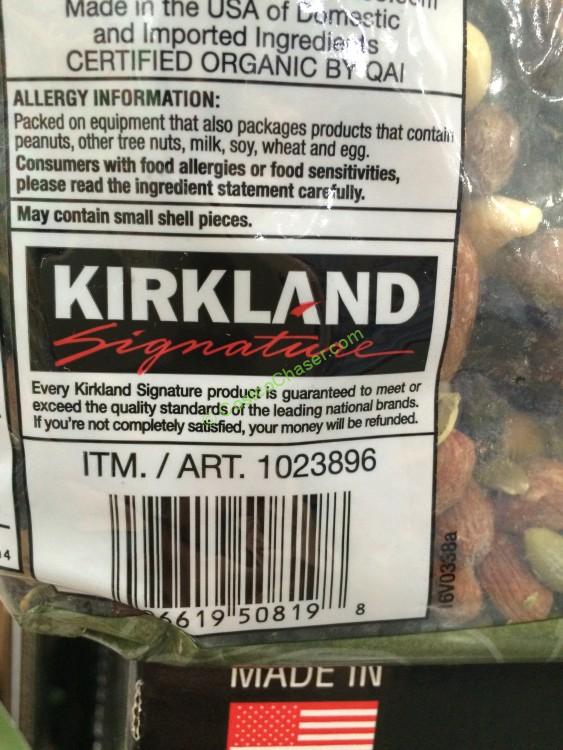 Made in the USA of Domestic
and Imported Ingredients
CERTIFIED ORGANIC BY QAI
ALLERGY INFORMATION:
Packed on equipment that also packages products that contain
peanuts, other tree nuts, milk, soy, wheat and egg.
Consumers with food allergies or food sensitivities,
please read the ingredient statement carefully.
May contain small shell pieces.
KIRKLAND
Signature
Every Kirkland Signature product is guaranteed to meet or
exceed the quality standards of the leading national brands.
If you're not completely satisfied, your money will be refunded.
ITM. / ART. 1023896
6619 50819 8
16V0338a
MADE IN